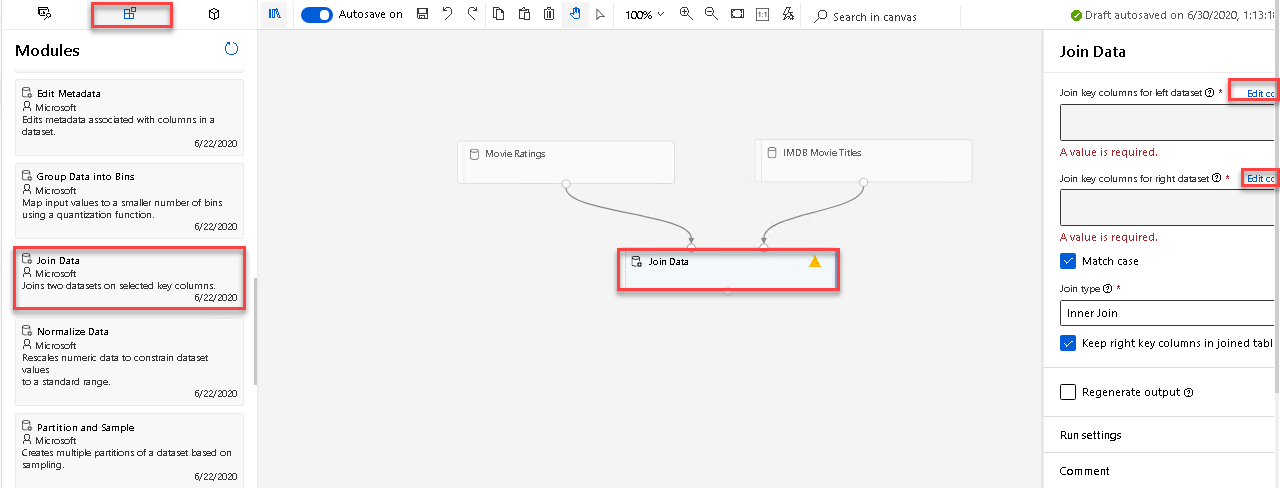 Autosave on
100%
1:1
Search in canvas
Draft autosaved on 6/30/2020, 1:13:18
Modules
Edit Metadata
Microsoft
Edits metadata associated with columns in a
dataset.
6/22/2020
Group Data into Bins
Microsoft
Map input values to a smaller number of bins
using a quantization function.
6/22/2020
Join Data
Microsoft
Joins two datasets on selected key columns.
6/22/2020
Normalize Data
Microsoft
Rescales numeric data to constrain dataset
values
to a standard range.
6/22/2020
Partition and Sample
Microsoft
Creates multiple partitions of a dataset based on
sampling.
6/22/2020
Movie Ratings
IMDB Movie Titles
Join Data
Join Data
Join key columns for left dataset * Edit co
A value is required.
Join key columns for right dataset * Edit co
A value is required.
Match case
Join type *
Inner Join
Keep right key columns in joined tabl
Regenerate output
Run settings
Comment